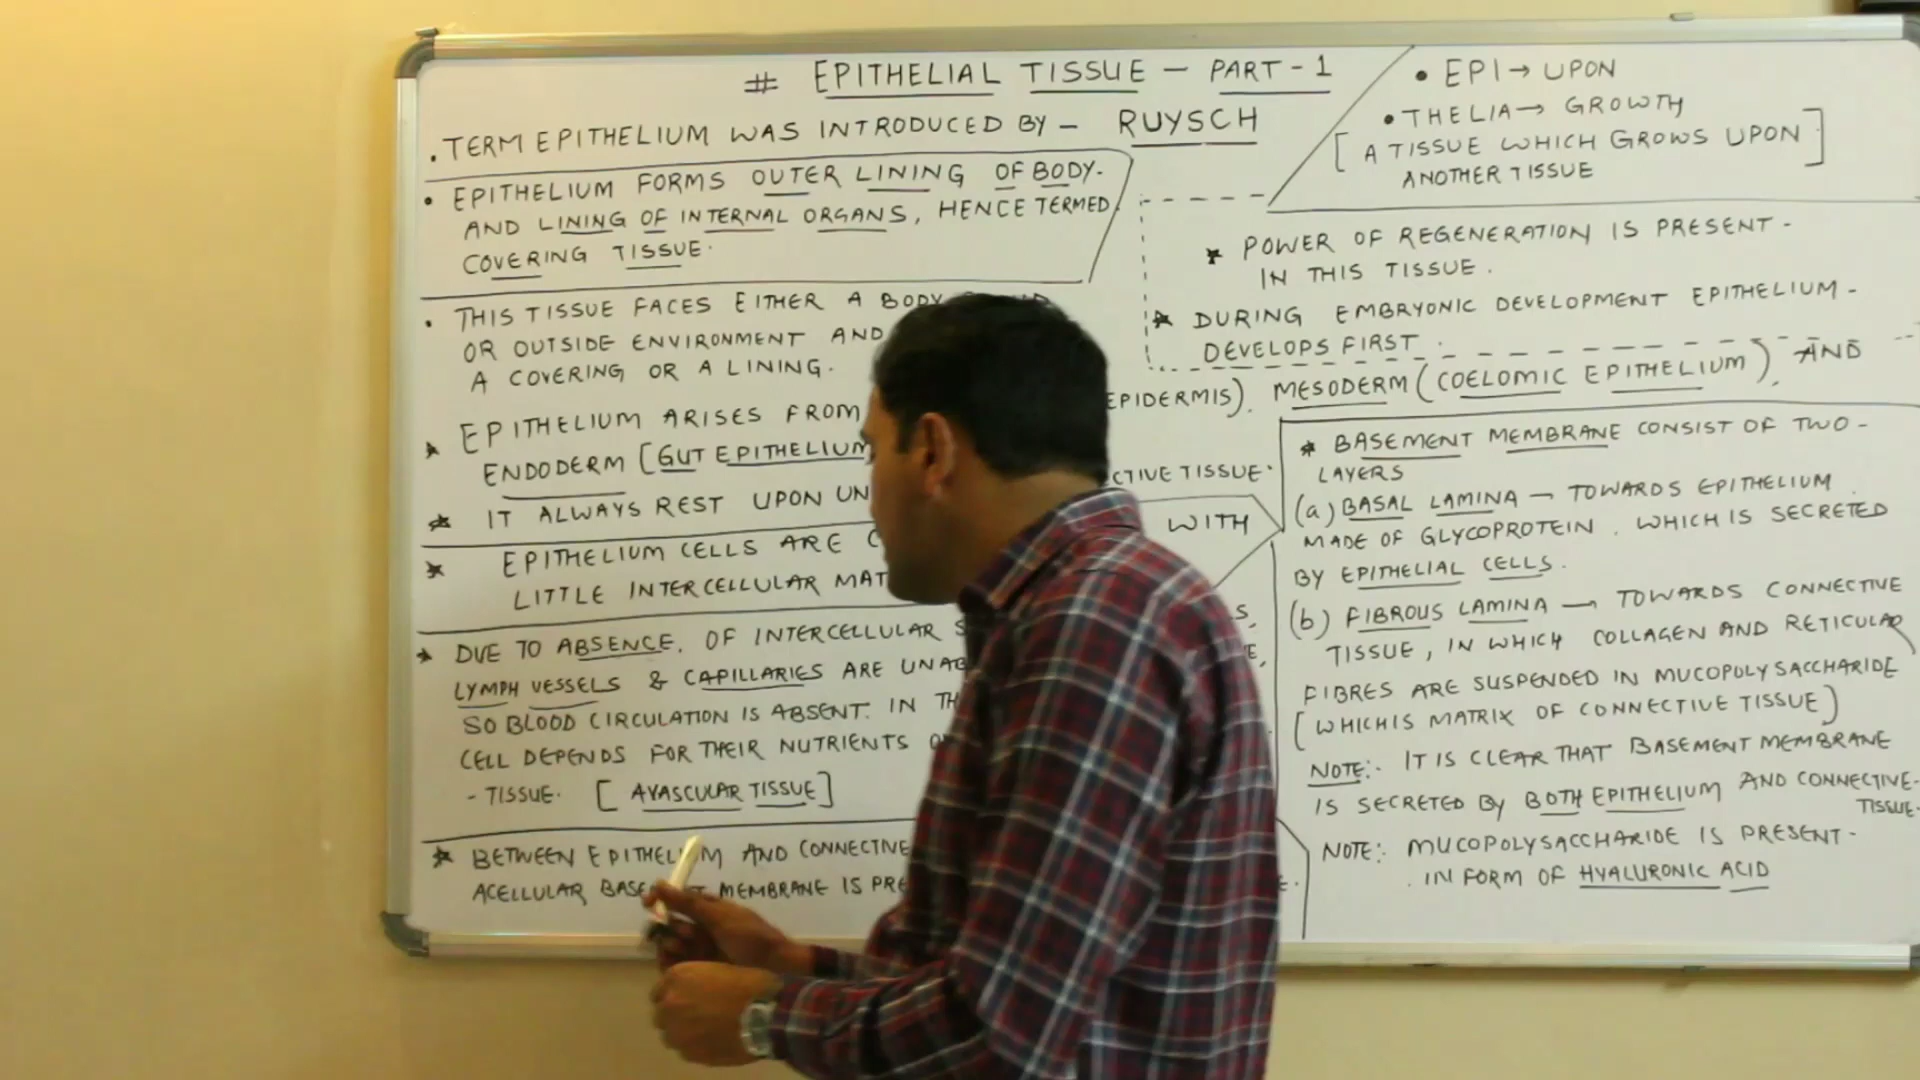 # EPITHELIAL TISSUE – PART - 1
. TERM EPITHELIUM WAS INTRODUCED BY – RUYSCH
• EPITHELIUM FORMS OUTER LINING OF BODY.
AND LINING OF INTERNAL ORGANS, HENCE TERMED
COVERING TISSUE.
• THIS TISSUE FACES EITHER A BODY
OR OUTSIDE ENVIRONMENT AND
A COVERING OR A LINING.
★ EPITHELIUM ARISES FROM EPIDERMIS), MESODERM (COELOMIC EPITHELIUM), AND
ENDODERM [GUT EPITHELIUM
★ IT ALWAYS REST UPON TISSUE.
★ EPITHELIUM CELLS ARE WITH
LITTLE INTERCELLULAR
★ DUE TO ABSENCE. OF INTERCELLULAR
LYMPH VESSELS & CAPILLARIES ARE
SO BLOOD CIRCULATION IS ABSENT. IN
CELL DEPENDS FOR THEIR NUTRIENTS
- TISSUE. [ AVASCULAR TISSUE ]
★ BETWEEN EPITHELIUM AND CONNECTIVE
ACELLULAR MEMBRANE IS
• EPI → UPON
• THELIA → GROWTH
[ A TISSUE WHICH GROWS UPON ]
ANOTHER TISSUE
★ POWER OF REGENERATION IS PRESENT -
IN THIS TISSUE.
★ DURING EMBRYONIC DEVELOPMENT EPITHELIUM -
DEVELOPS FIRST.
★ BASEMENT MEMBRANE CONSIST OF TWO -
LAYERS
(a) BASAL LAMINA → TOWARDS EPITHELIUM.
MADE OF GLYCOPROTEIN. WHICH IS SECRETED
BY EPITHELIAL CELLS.
(b) FIBROUS LAMINA → TOWARDS CONNECTIVE
TISSUE, IN WHICH COLLAGEN AND RETICULAR
FIBRES ARE SUSPENDED IN MUCOPOLYSACCHARIDE
[ WHICH IS MATRIX OF CONNECTIVE TISSUE ]
NOTE:- IT IS CLEAR THAT BASEMENT MEMBRANE
IS SECRETED BY BOTH EPITHELIUM AND CONNECTIVE-
TISSUE.
NOTE:- MUCOPOLYSACCHARIDE IS PRESENT -
. IN FORM OF HYALURONIC ACID